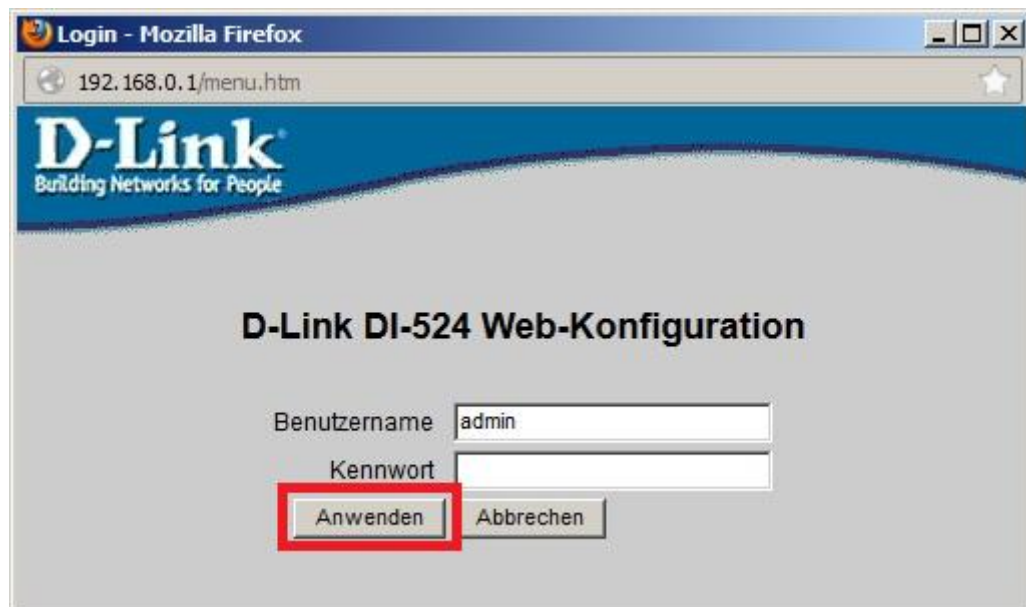 Login - Mozilla Firefox
192.168.0.1/menu.htm
D-Link
Building Networks for People
D-Link DI-524 Web-Konfiguration
Benutzername admin
Kennwort
Anwenden Abbrechen